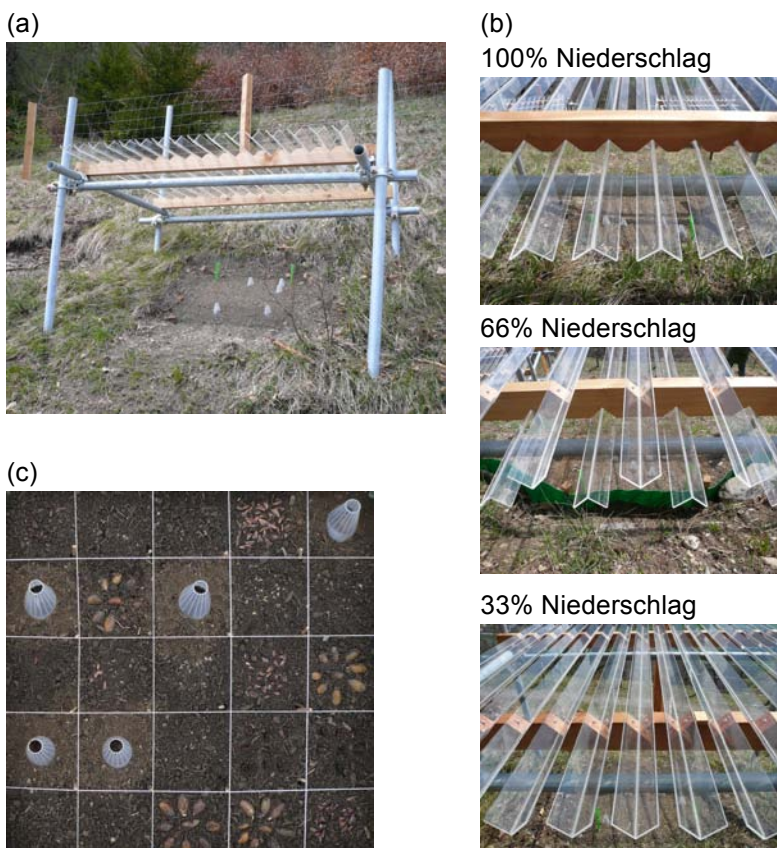 (a)
(b)
100% Niederschlag
66% Niederschlag
(c)
33% Niederschlag